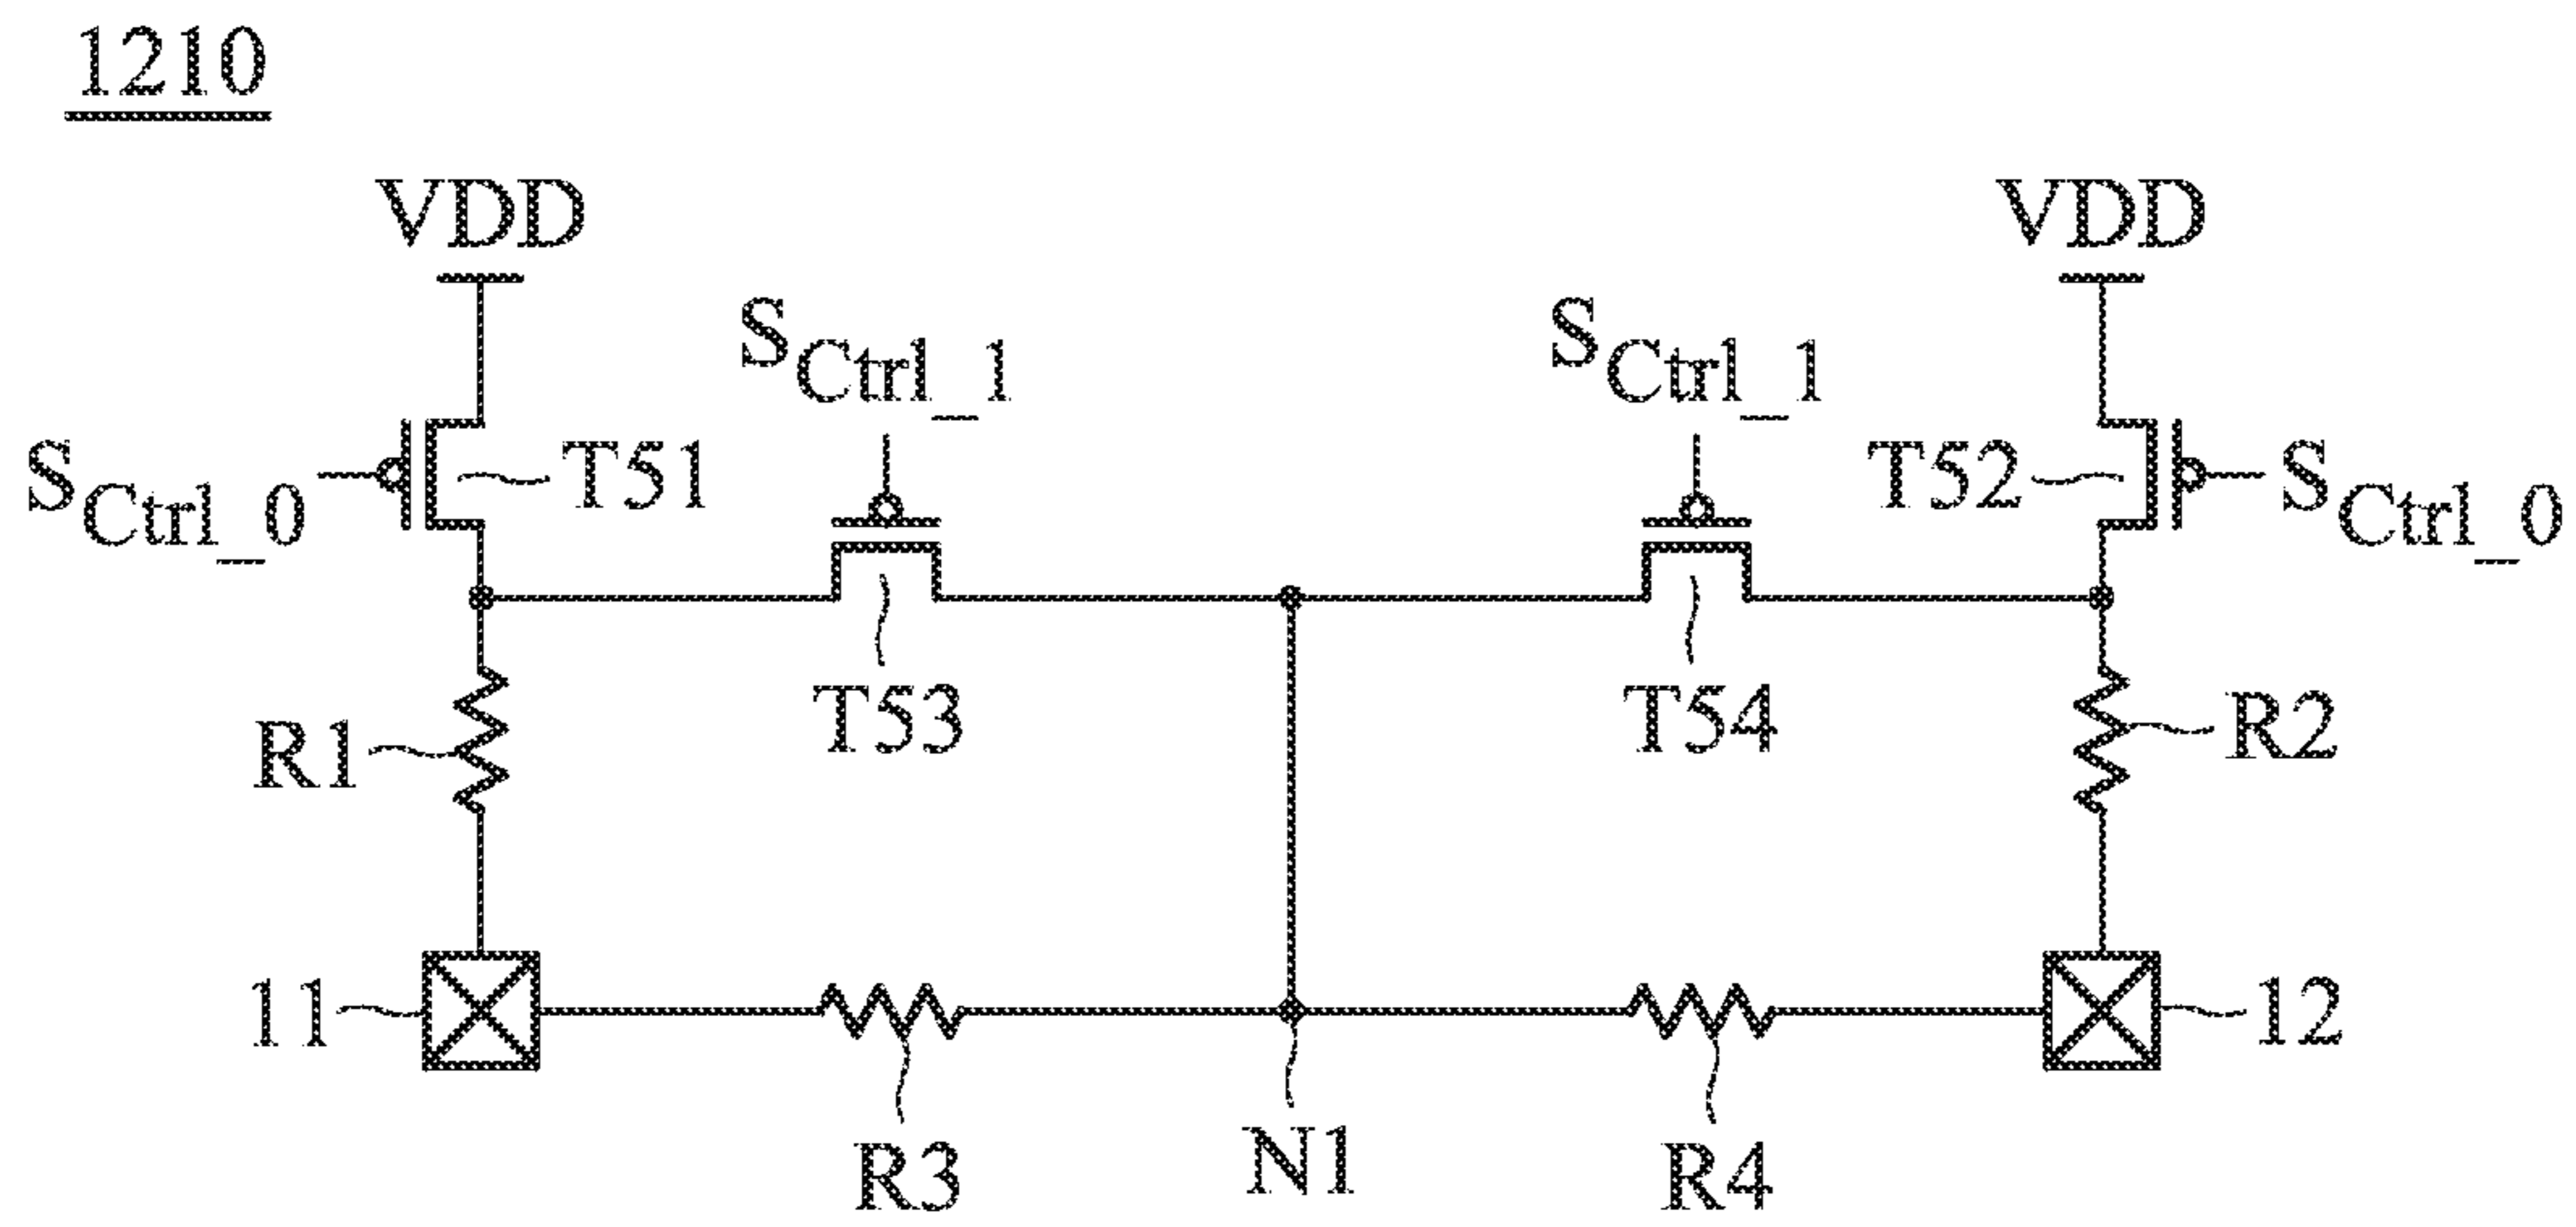 1210
VDD VDD
SCtrl_1 SCtrl_1
SCtrl_0 T51 T52 SCtrl_0
T53 T54
R1 R2
11 12
R3 N1 R4